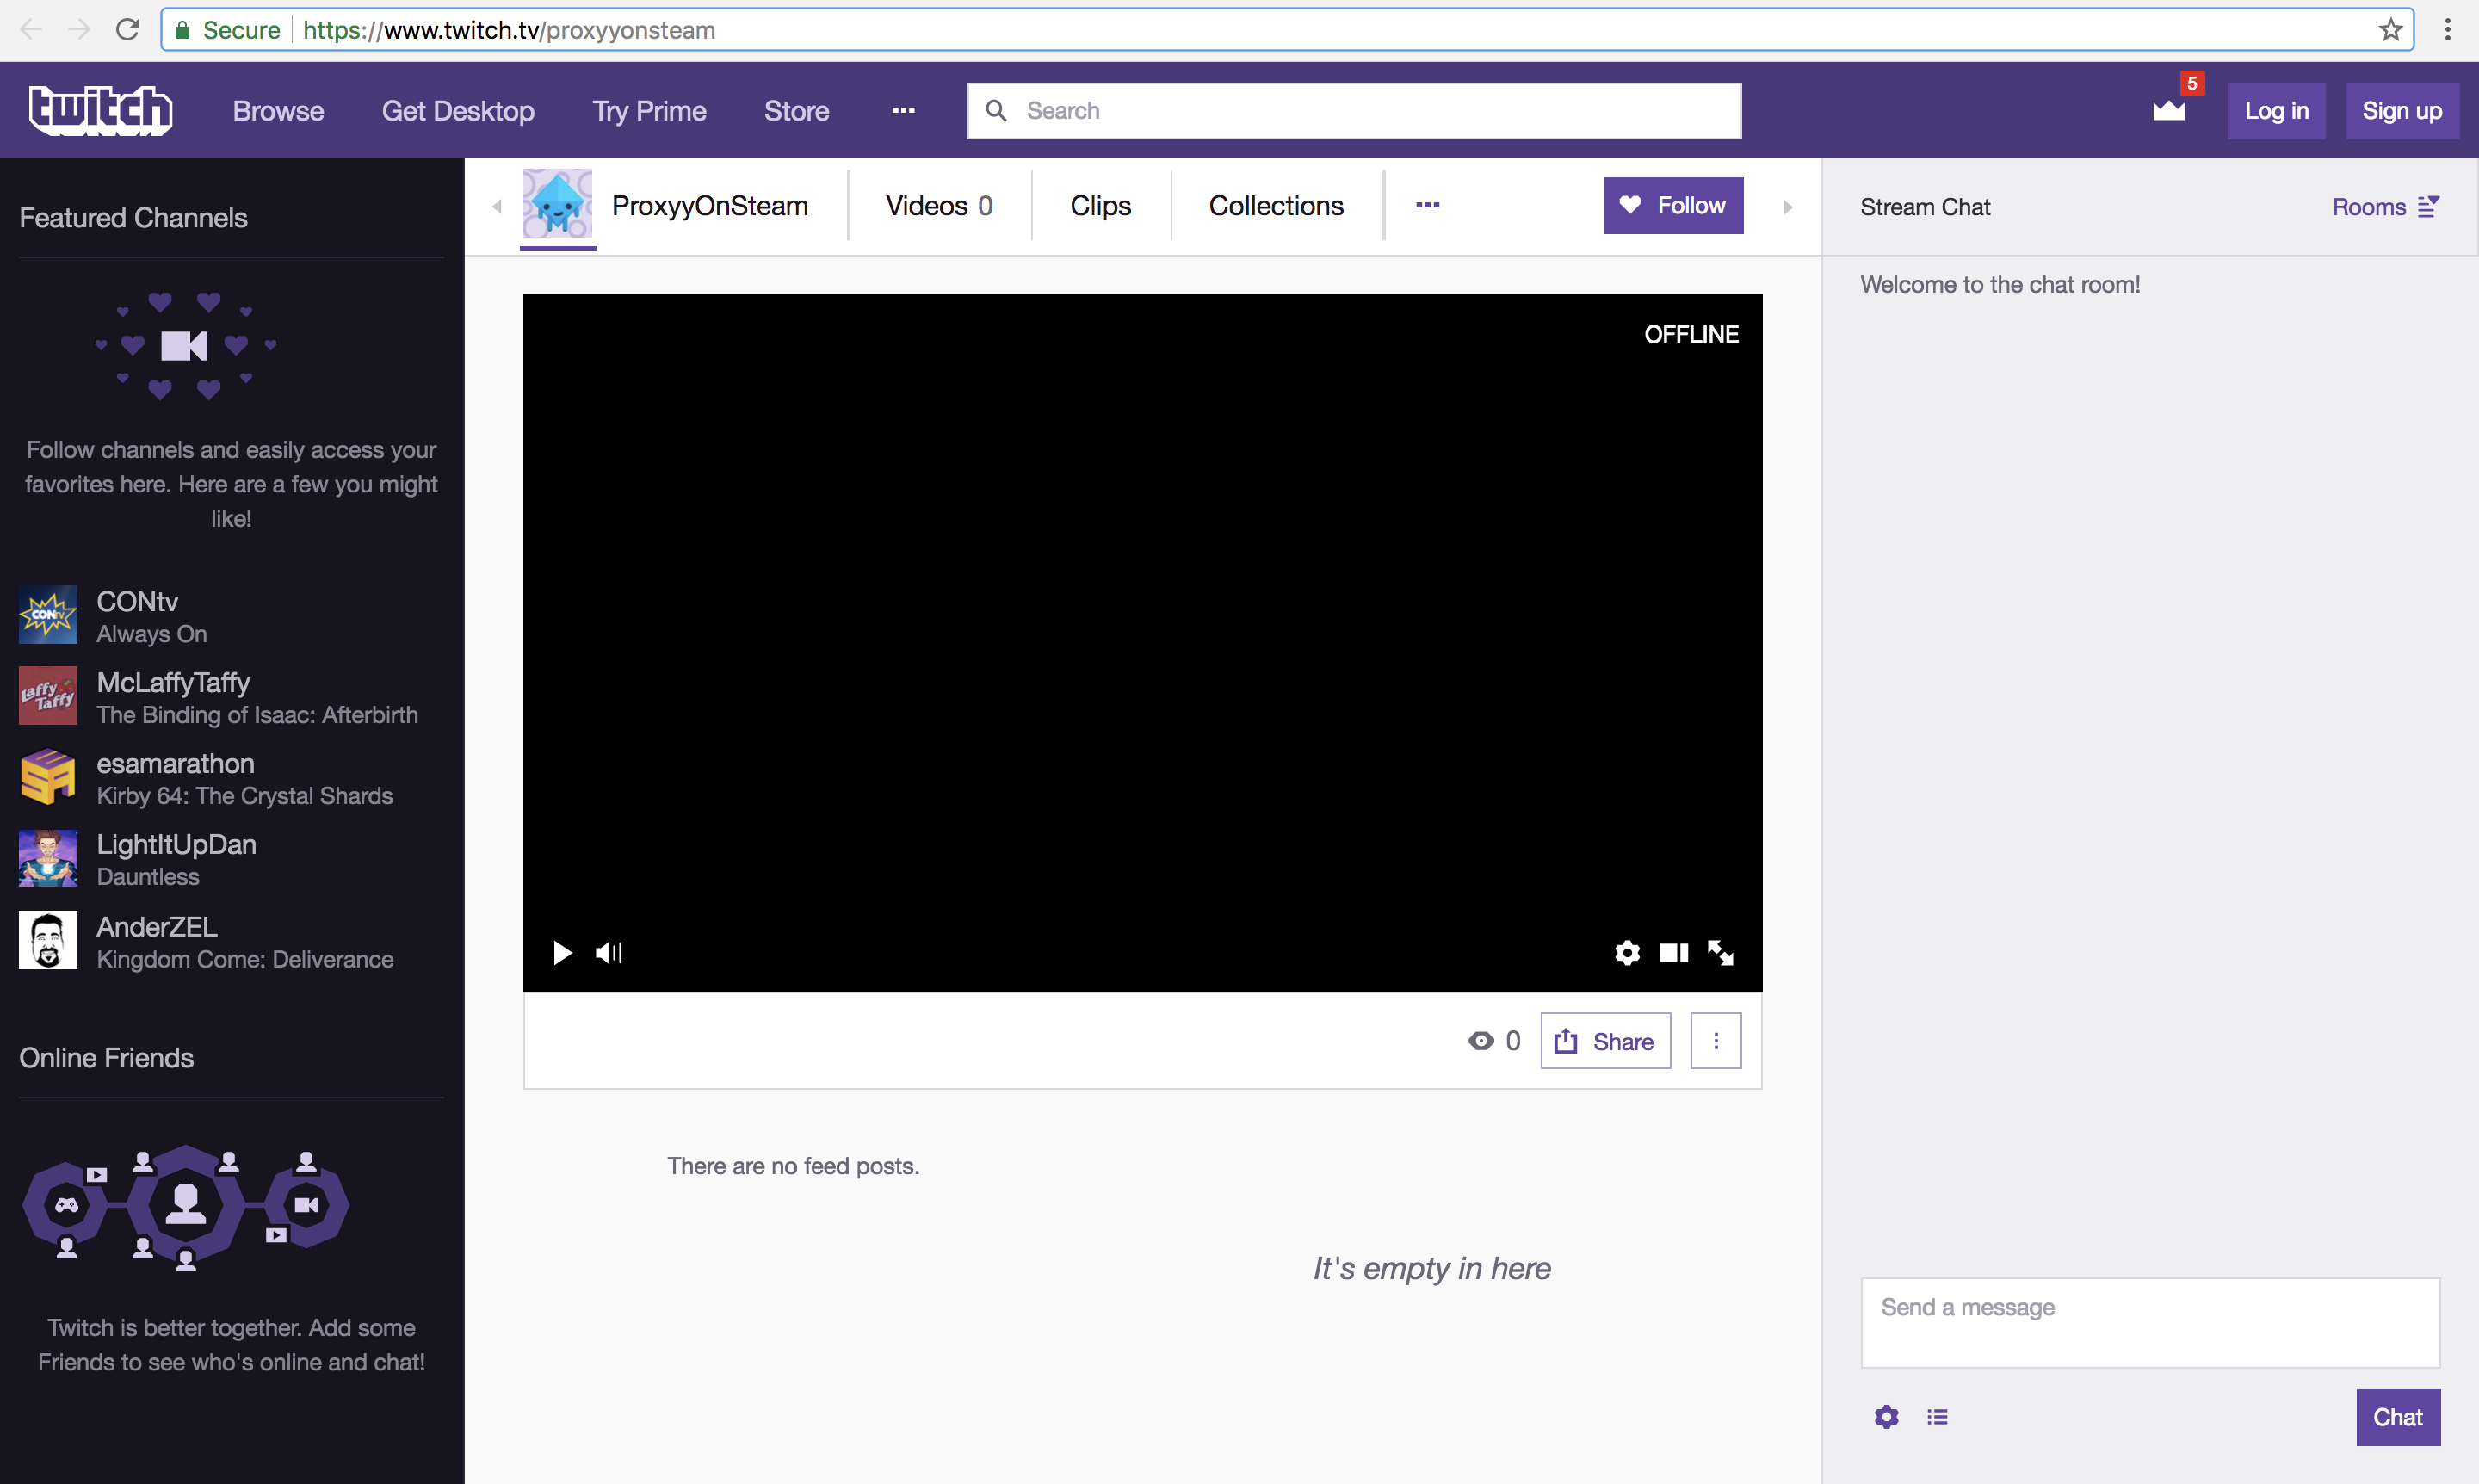 Secure https://www.twitch.tv/proxyyonsteam
twitch Browse Get Desktop Try Prime Store Search 5 Log in Sign up
Featured Channels
Follow channels and easily access your
favorites here. Here are a few you might
like!
CONtv
CONtv
Always On
Laffy
Taffy
McLaffyTaffy
The Binding of Isaac: Afterbirth
ESA
esamarathon
Kirby 64: The Crystal Shards
LightItUpDan
Dauntless
AnderZEL
Kingdom Come: Deliverance
Online Friends
Twitch is better together. Add some
Friends to see who's online and chat!
ProxyyOnSteam Videos 0 Clips Collections Follow
OFFLINE
0 Share
There are no feed posts.
It's empty in here
Stream Chat Rooms
Welcome to the chat room!
Send a message
Chat